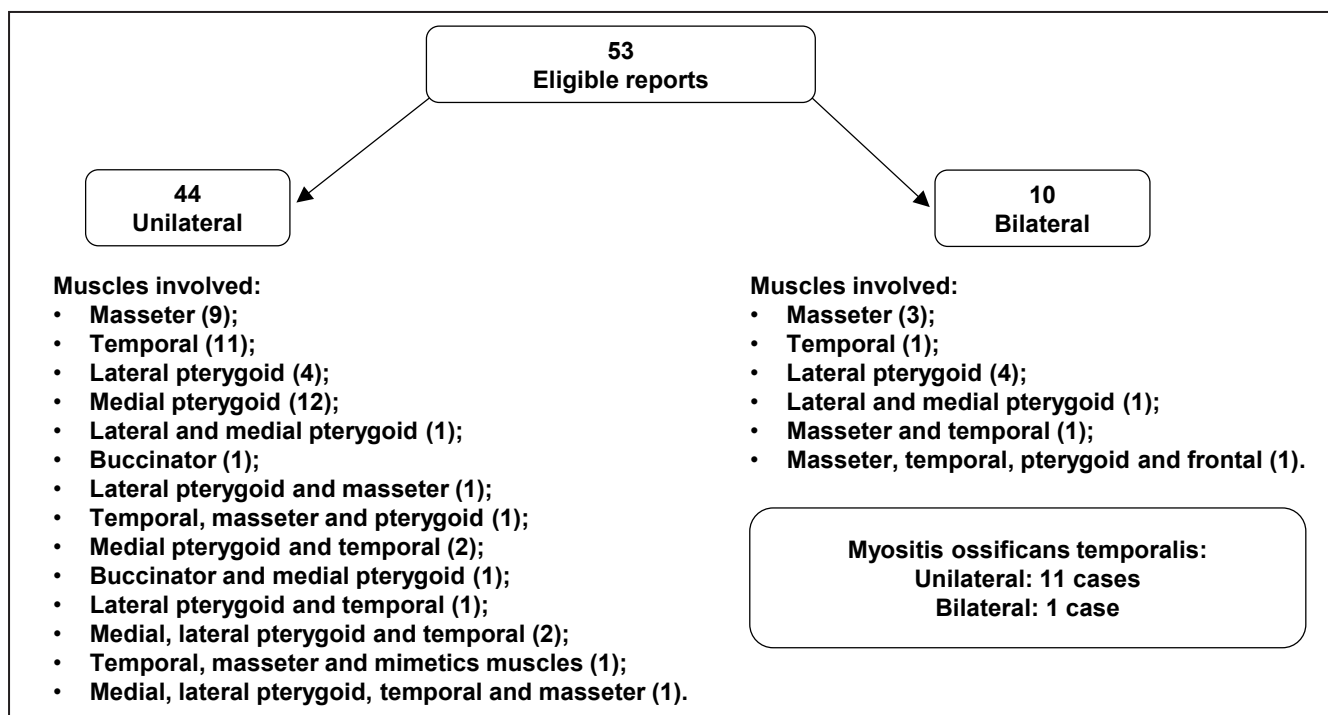 53
Eligible reports
44
Unilateral
10
Bilateral
Muscles involved:
• Masseter (9);
• Temporal (11);
• Lateral pterygoid (4);
• Medial pterygoid (12);
• Lateral and medial pterygoid (1);
• Buccinator (1);
• Lateral pterygoid and masseter (1);
• Temporal, masseter and pterygoid (1);
• Medial pterygoid and temporal (2);
• Buccinator and medial pterygoid (1);
• Lateral pterygoid and temporal (1);
• Medial, lateral pterygoid and temporal (2);
• Temporal, masseter and mimetics muscles (1);
• Medial, lateral pterygoid, temporal and masseter (1).
Muscles involved:
• Masseter (3);
• Temporal (1);
• Lateral pterygoid (4);
• Lateral and medial pterygoid (1);
• Masseter and temporal (1);
• Masseter, temporal, pterygoid and frontal (1).
Myositis ossificans temporalis:
Unilateral: 11 cases
Bilateral: 1 case